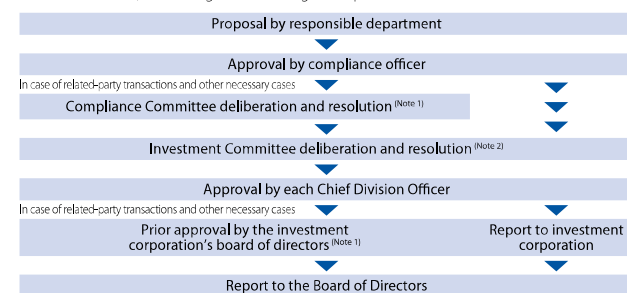 Proposal by responsible department
Approval by compliance officer
In case of related-party transactions and other necessary cases
Compliance Committee deliberation and resolution (Note 1)
Investment Committee deliberation and resolution (Note 2)
Approval by each Chief Division Officer
In case of related-party transactions and other necessary cases
Prior approval by the investment
corporation's board of directors (Note 1)
Report to investment
corporation
Report to the Board of Directors